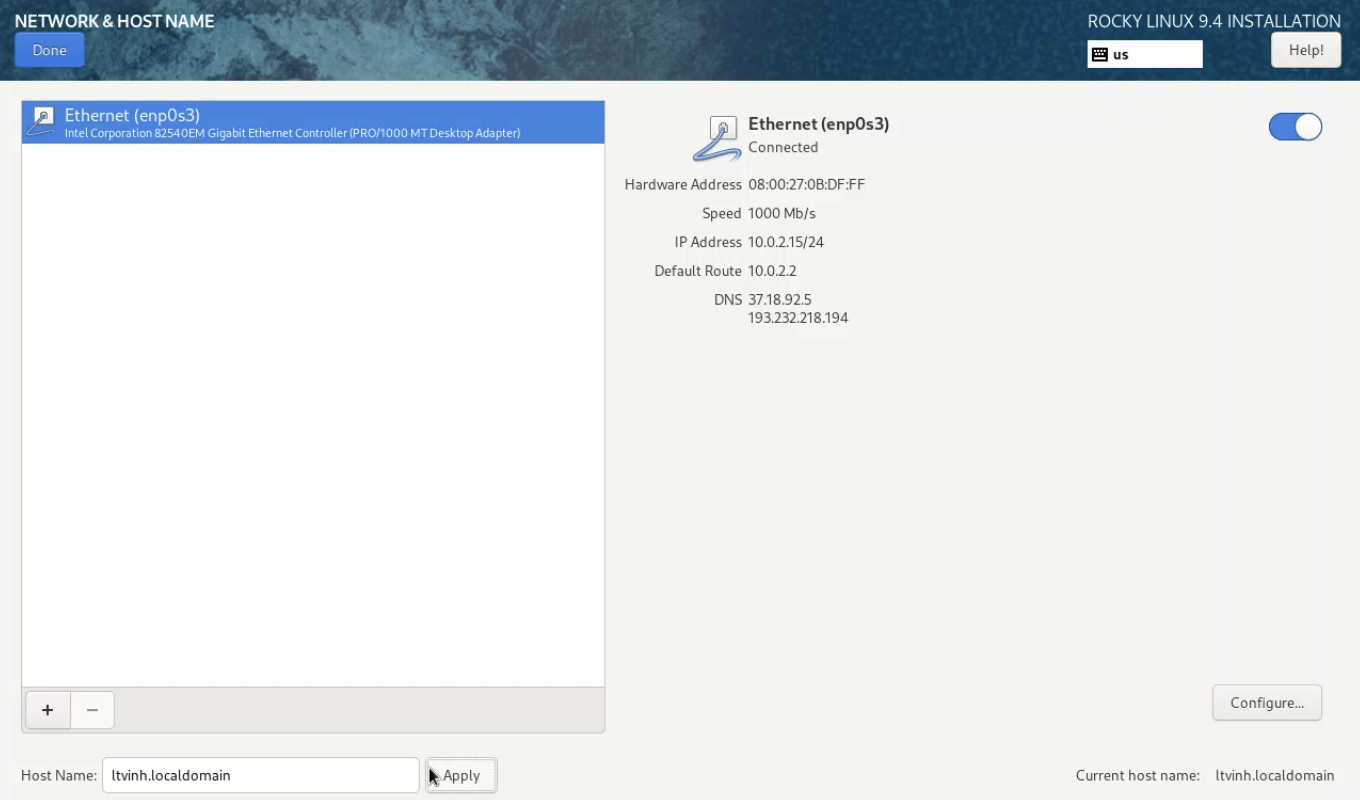 NETWORK & HOST NAME
ROCKY LINUX 9.4 INSTALLATION
Done
us
Help!
Ethernet (enp0s3)
Intel Corporation 82540EM Gigabit Ethernet Controller (PRO/1000 MT Desktop Adapter)
Ethernet (enp0s3)
Connected
Hardware Address 08:00:27:0B:DF:FF
Speed 1000 Mb/s
IP Address 10.0.2.15/24
Default Route 10.0.2.2
DNS 37.18.92.5
193.232.218.194
+ −
Configure...
Host Name: ltvinh.localdomain Apply
Current host name: ltvinh.localdomain